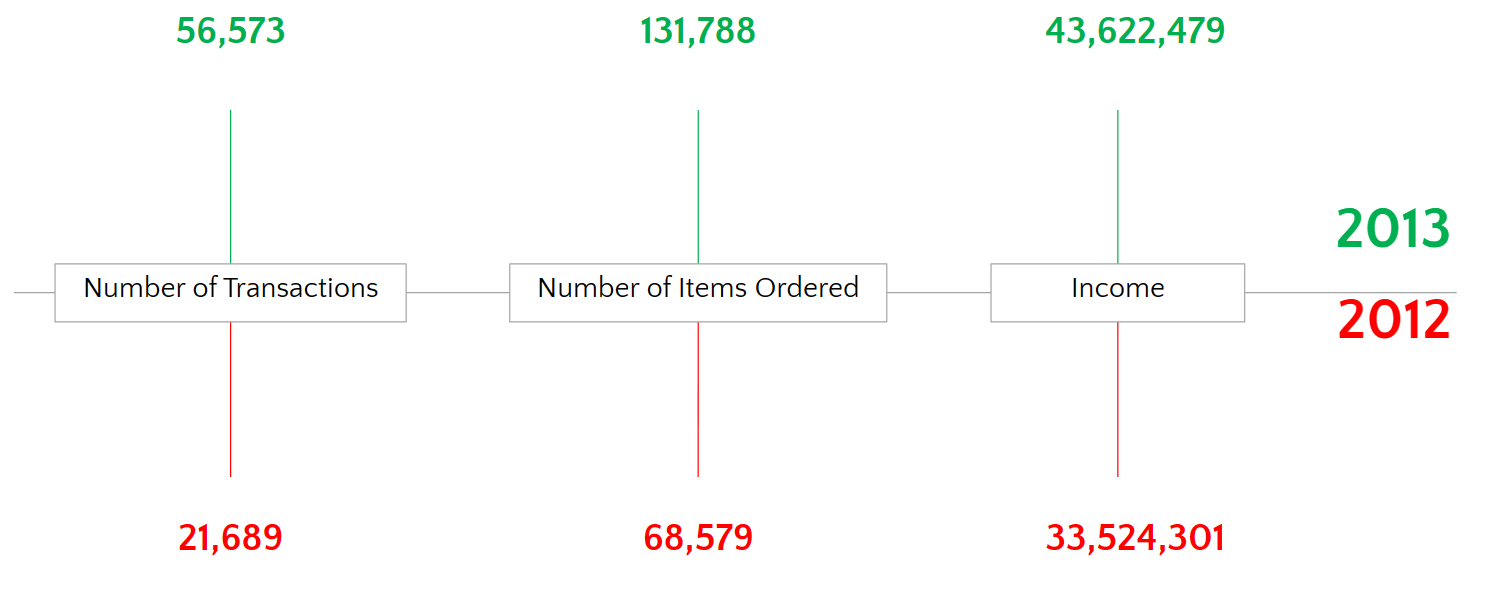 56,573
131,788
43,622,479
2013
Number of Transactions
Number of Items Ordered
Income
2012
21,689
68,579
33,524,301